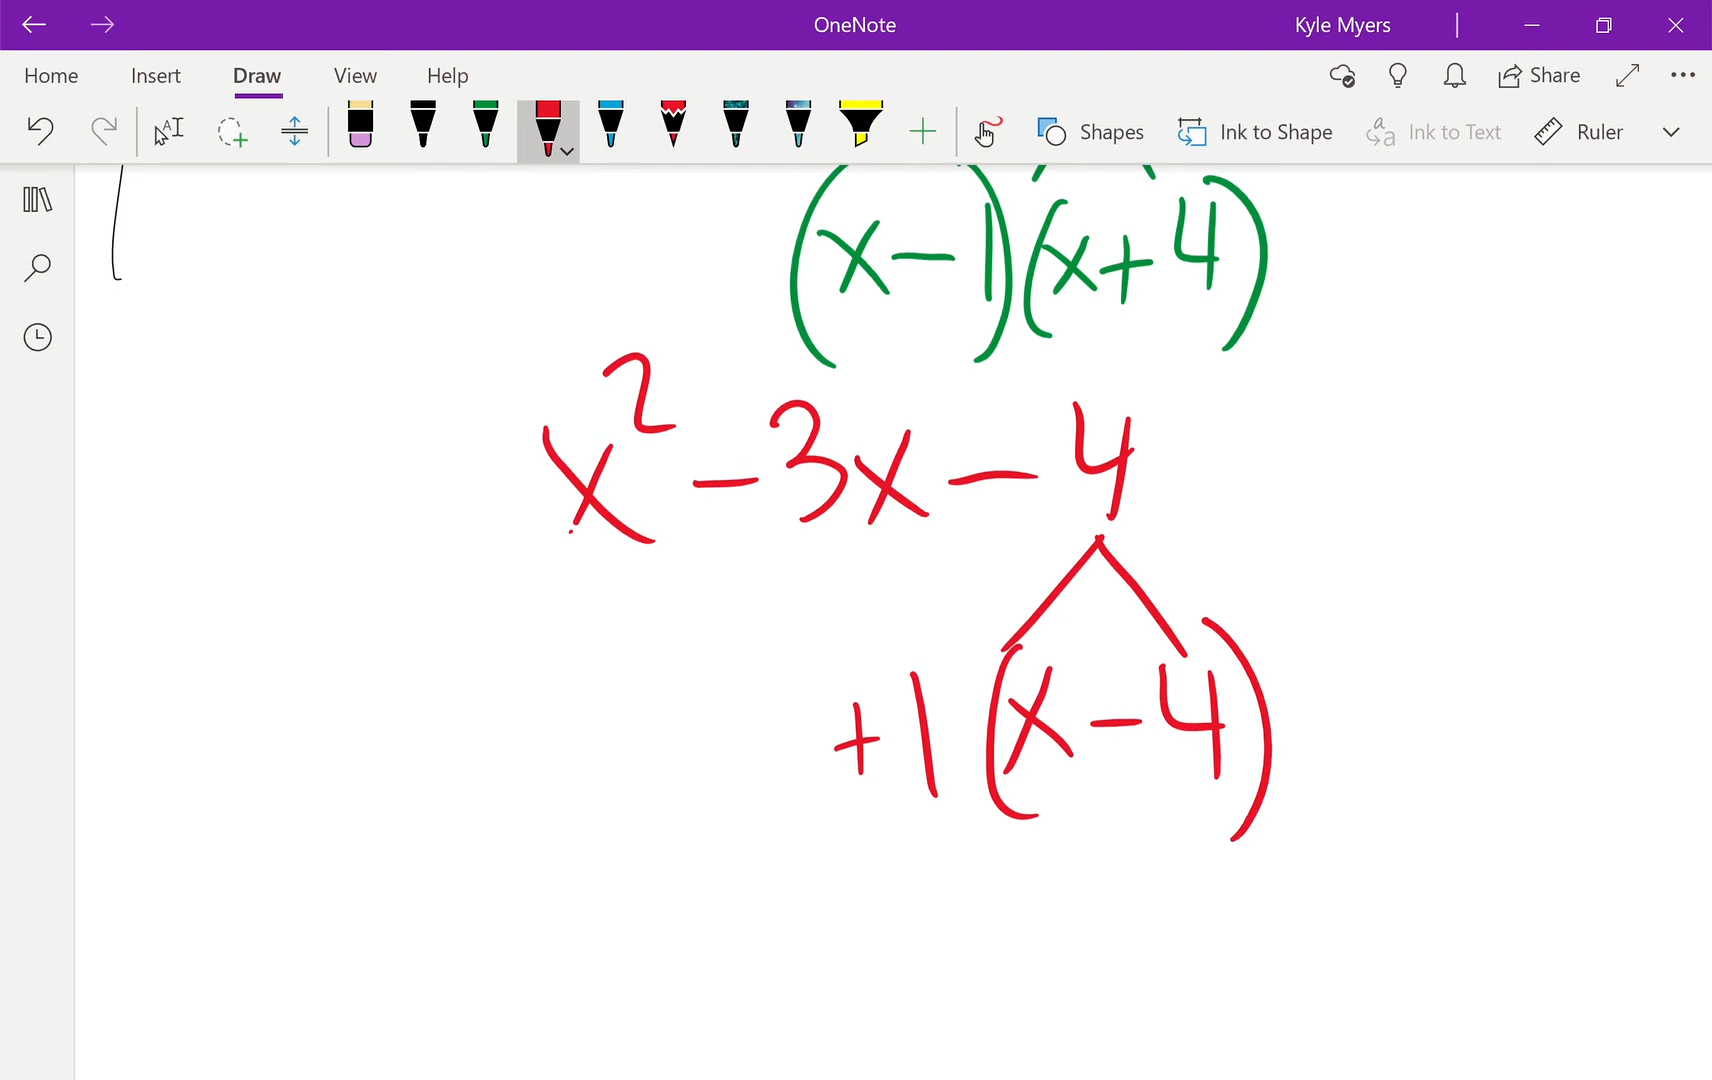 OneNote
Kyle Myers
Home Insert Draw View Help
Share
Shapes Ink to Shape Ink to Text Ruler
(x-1)(x+4)
x² - 3x - 4
+1 (x - 4)